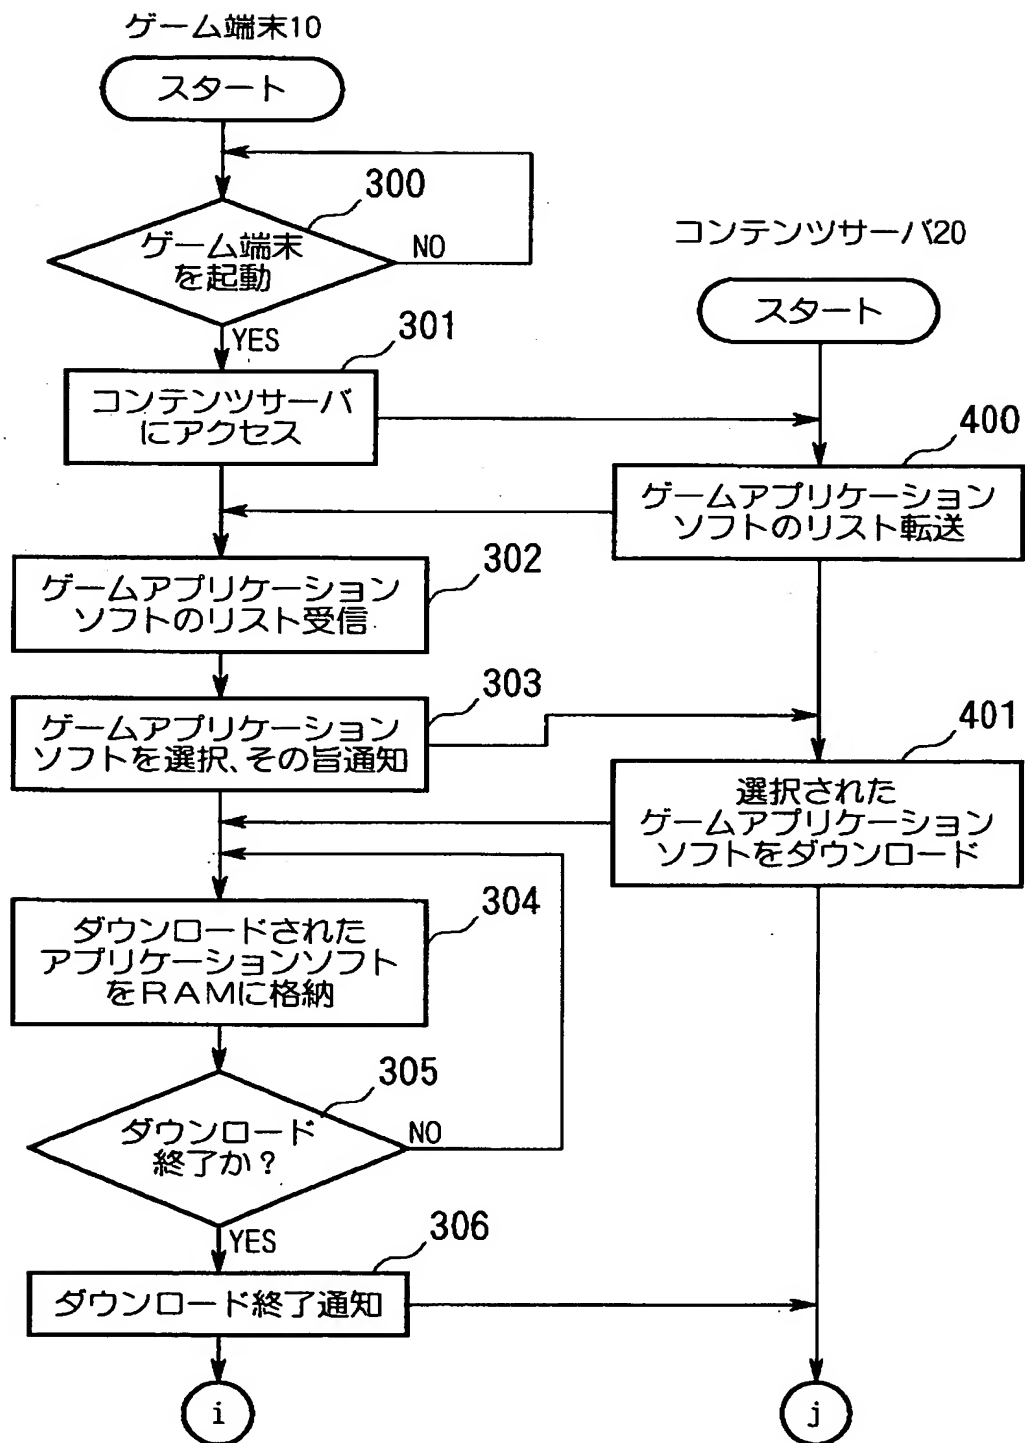 ゲーム端末10
スタート
300
ゲーム端末
を起動
NO
YES
コンテンツサーバ20
スタート
301
コンテンツサーバ
にアクセス
400
ゲームアプリケーション
ソフトのリスト転送
302
ゲームアプリケーション
ソフトのリスト受信
303
ゲームアプリケーション
ソフトを選択、その旨通知
401
選択された
ゲームアプリケーション
ソフトをダウンロード
304
ダウンロードされた
アプリケーションソフト
をRAMに格納
305
ダウンロード
終了か?
NO
YES
306
ダウンロード終了通知
i
j